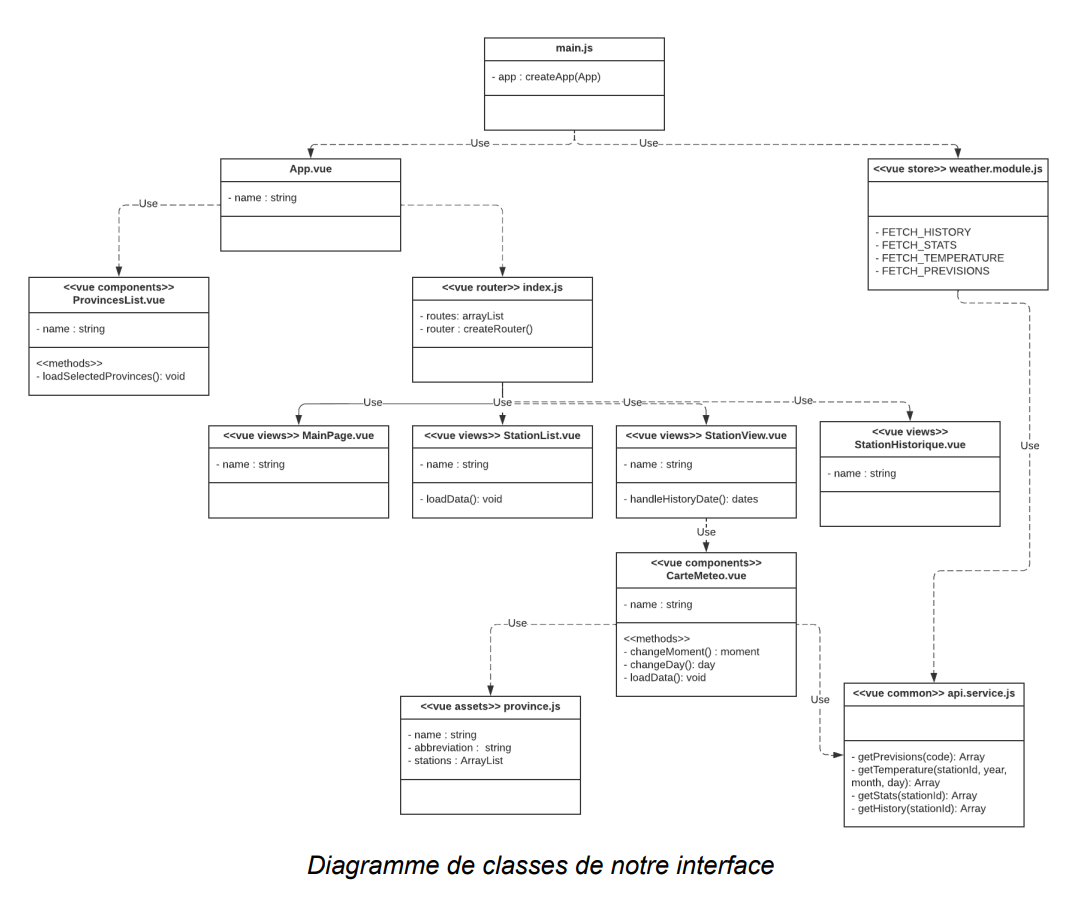 main.js
- app : createApp(App)
Use
Use
App.vue
- name : string
<<vue store>> weather.module.js
- FETCH_HISTORY
- FETCH_STATS
- FETCH_TEMPERATURE
- FETCH_PREVISIONS
Use
<<vue components>>
ProvincesList.vue
- name : string
<<methods>>
- loadSelectedProvinces(): void
<<vue router>> index.js
- routes: arrayList
- router : createRouter()
Use
Use
Use
Use
<<vue views>> MainPage.vue
- name : string
<<vue views>> StationList.vue
- name : string
- loadData(): void
<<vue views>> StationView.vue
- name : string
- handleHistoryDate(): dates
<<vue views>>
StationHistorique.vue
- name : string
Use
Use
<<vue components>>
CarteMeteo.vue
- name : string
<<methods>>
- changeMoment() : moment
- changeDay(): day
- loadData(): void
Use
Use
<<vue assets>> province.js
- name : string
- abbreviation :  string
- stations : ArrayList
<<vue common>> api.service.js
- getPrevisions(code): Array
- getTemperature(stationId, year,
month, day): Array
- getStats(stationId): Array
- getHistory(stationId): Array
Diagramme de classes de notre interface